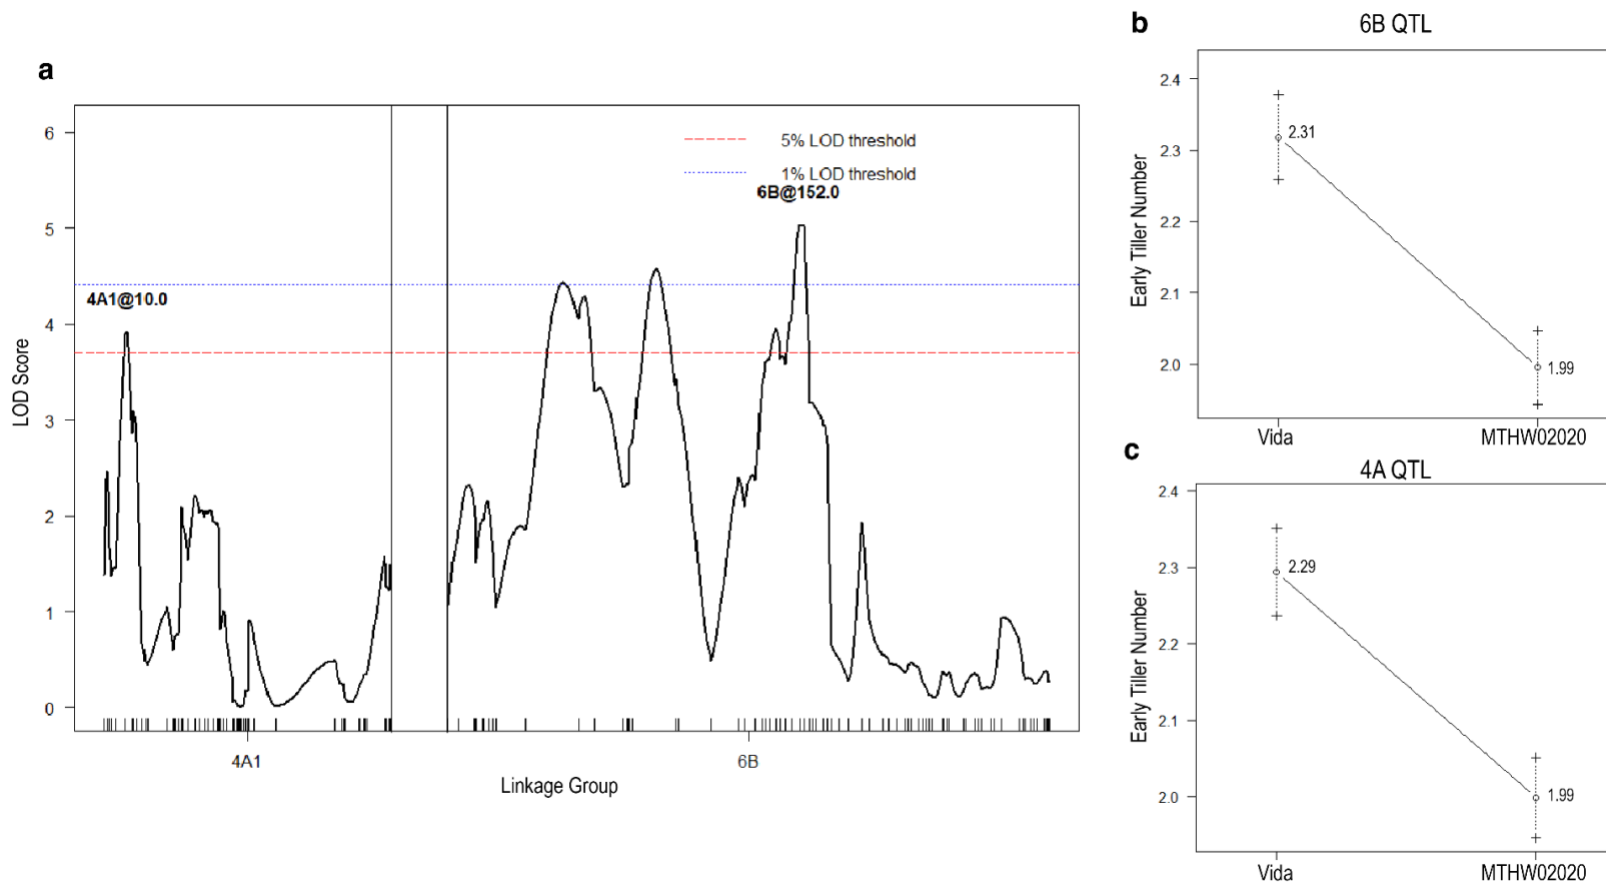 a
6
5
4
3
2
1
0
LOD Score
5% LOD threshold
1% LOD threshold
6B@152.0
4A1@10.0
4A1
6B
Linkage Group
b
6B QTL
2.4
2.3
2.2
2.1
2.0
Early Tiller Number
2.31
1.99
Vida
MTHW02020
c
4A QTL
2.4
2.3
2.2
2.1
2.0
Early Tiller Number
2.29
1.99
Vida
MTHW02020